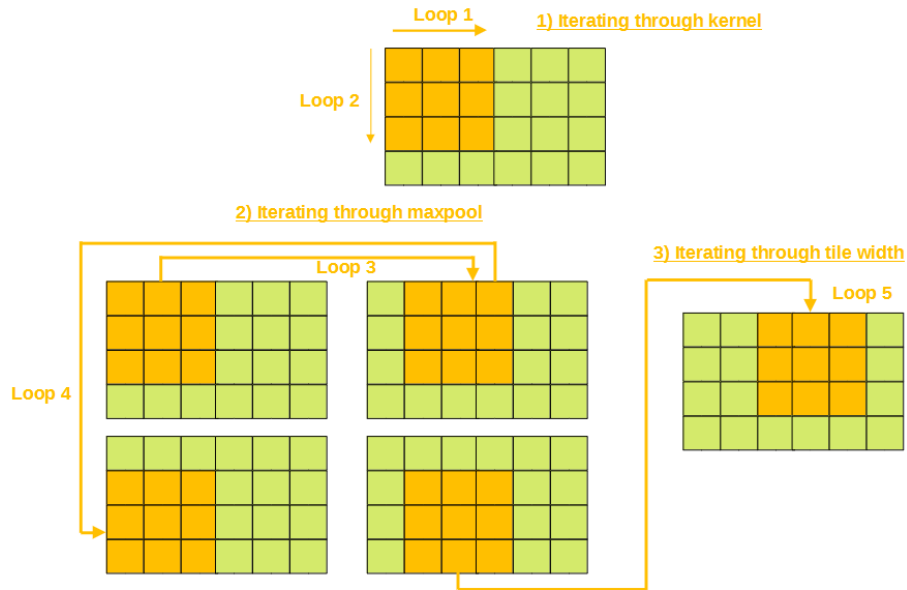 Loop 1
1) Iterating through kernel
Loop 2
2) Iterating through maxpool
3) Iterating through tile width
Loop 3
Loop 5
Loop 4